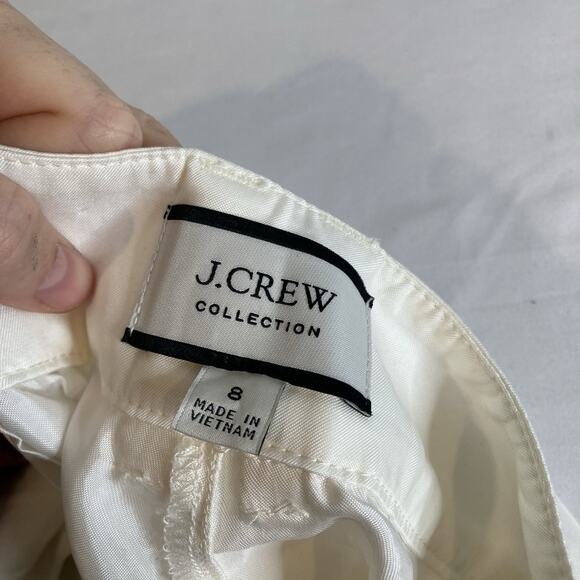 J.CREW
COLLECTION
8
MADE IN
VIETNAM